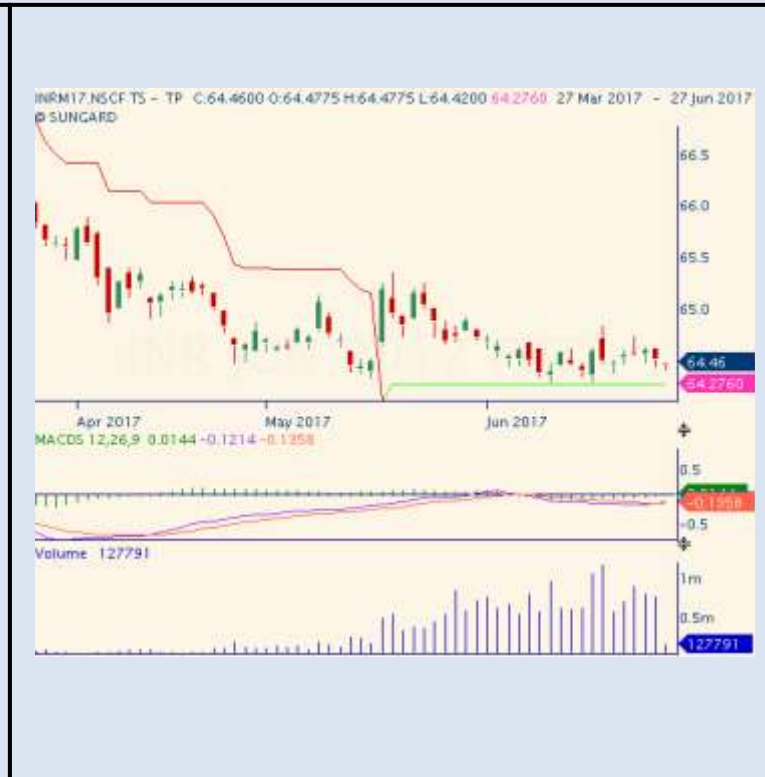 INRM17.NSCF.TS - TP C:64.4600 O:64.4775 H:64.4775 L:64.4200 64.2760 27 Mar 2017 - 27 Jun 2017
© SUNGARD
66.5
66.0
65.5
65.0
64.46
64.2760
Apr 2017 May 2017 Jun 2017
MACDS 12,26,9 0.0144 -0.1214 -0.1358
0.5
-0.1358
-0.5
Volume 127791
1m
0.5m
127791